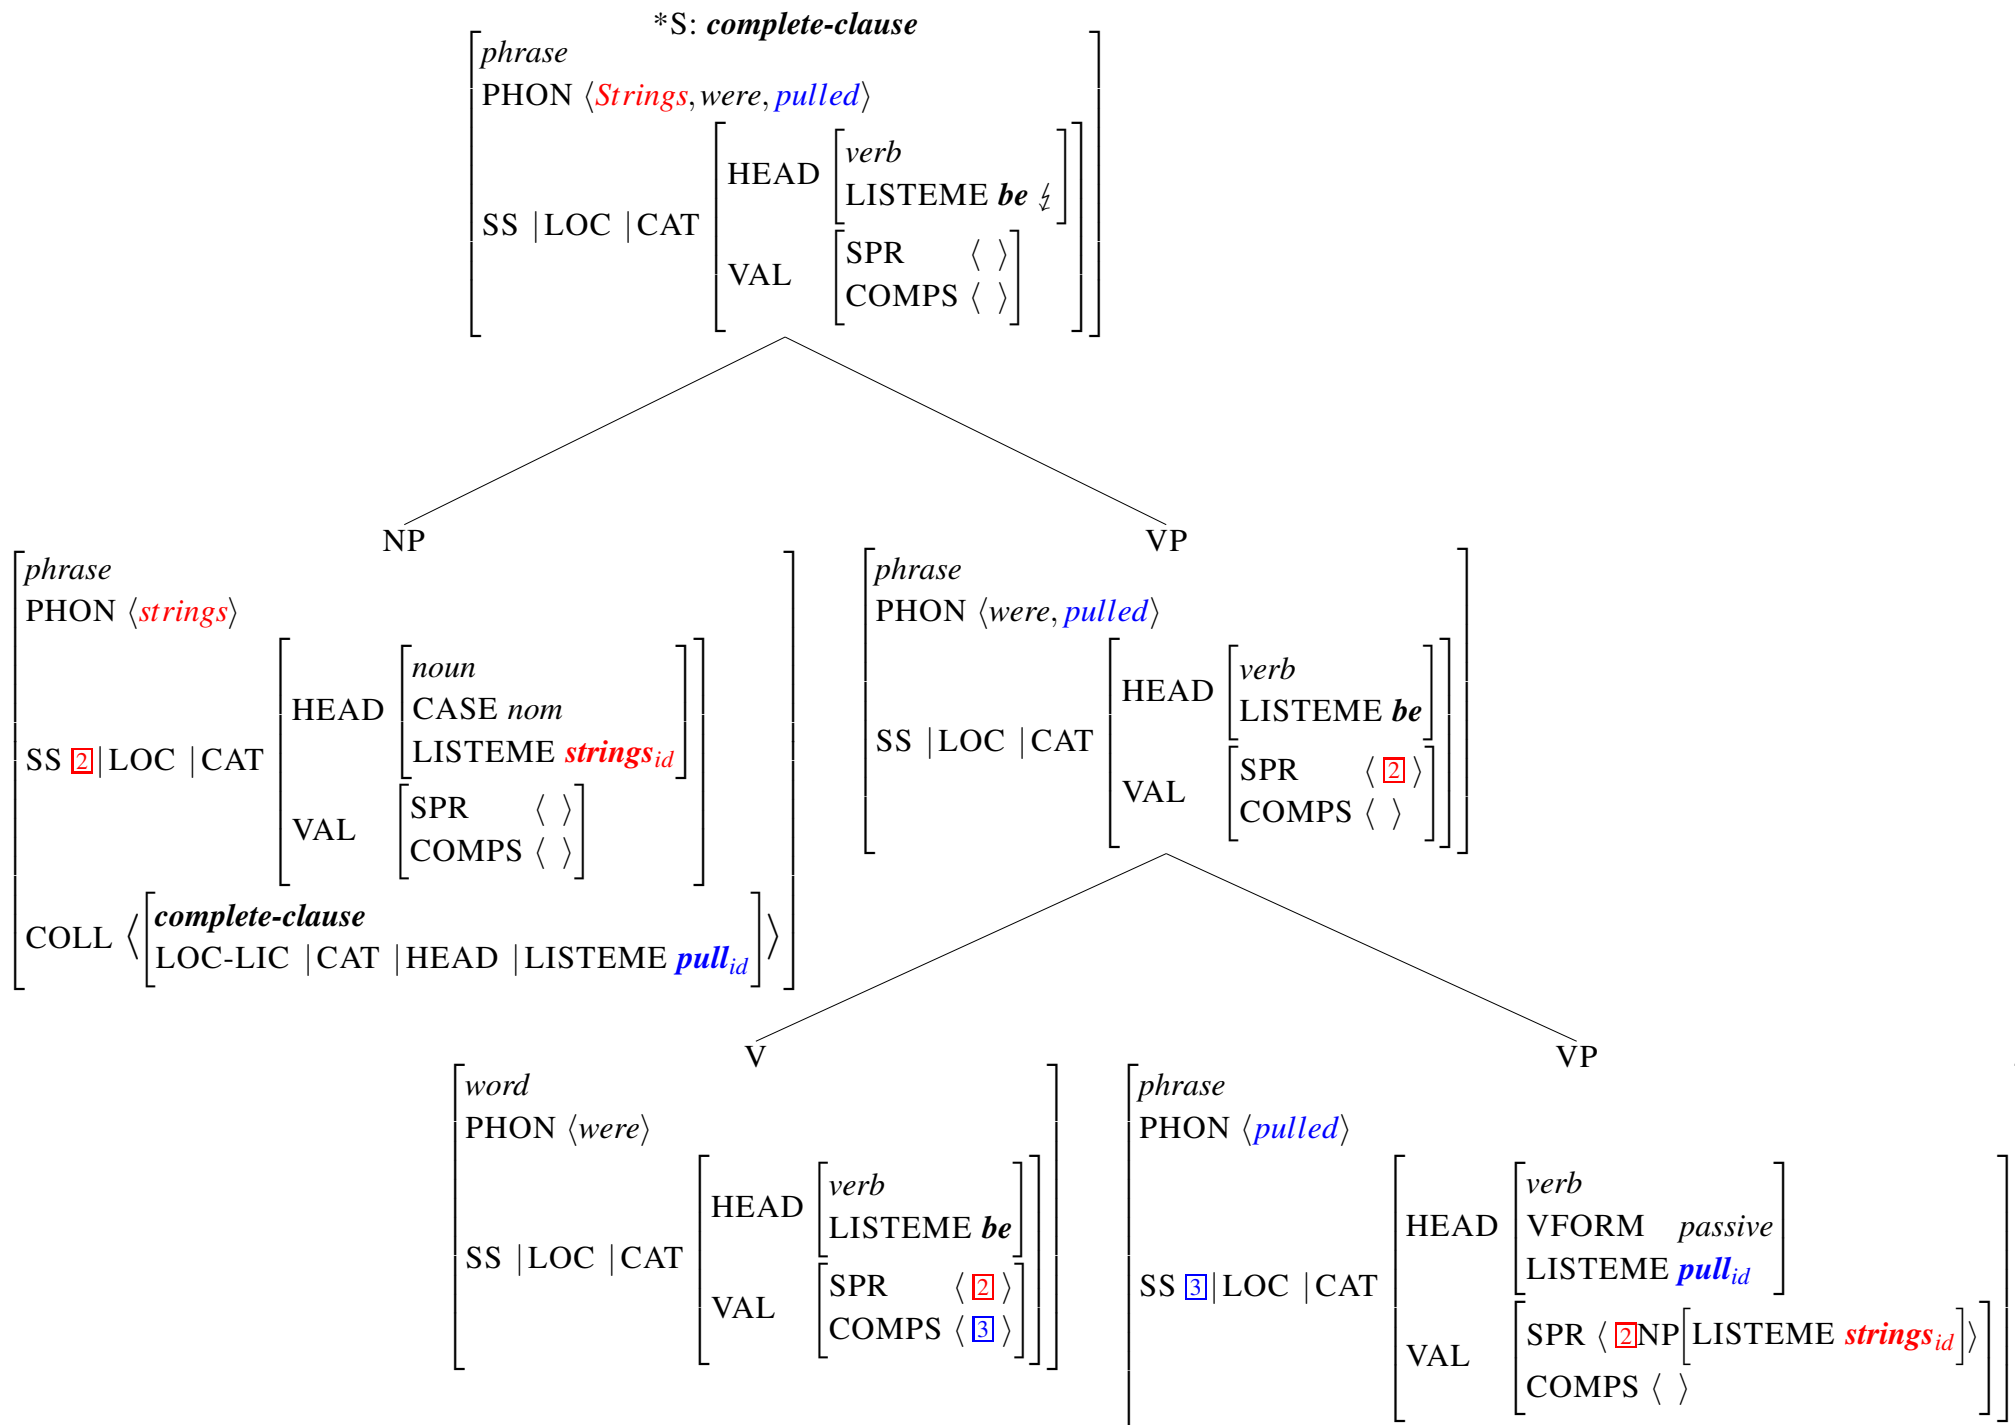 *S: complete-clause
phrase
PHON ⟨Strings, were, pulled⟩
SS |LOC |CAT
HEAD
verb
LISTEME be ↯
VAL
SPR ⟨ ⟩
COMPS ⟨ ⟩
NP
phrase
PHON ⟨strings⟩
SS 2|LOC |CAT
HEAD
noun
CASE nom
LISTEME strings_id
VAL
SPR ⟨ ⟩
COMPS ⟨ ⟩
COLL ⟨
complete-clause
LOC-LIC |CAT |HEAD |LISTEME pull_id
⟩
VP
phrase
PHON ⟨were, pulled⟩
SS |LOC |CAT
HEAD
verb
LISTEME be
VAL
SPR ⟨ 2 ⟩
COMPS ⟨ ⟩
V
word
PHON ⟨were⟩
SS |LOC |CAT
HEAD
verb
LISTEME be
VAL
SPR ⟨ 2 ⟩
COMPS ⟨ 3 ⟩
VP
phrase
PHON ⟨pulled⟩
SS 3|LOC |CAT
HEAD
verb
VFORM passive
LISTEME pull_id
VAL
SPR ⟨ 2NP[LISTEME strings_id]⟩
COMPS ⟨ ⟩